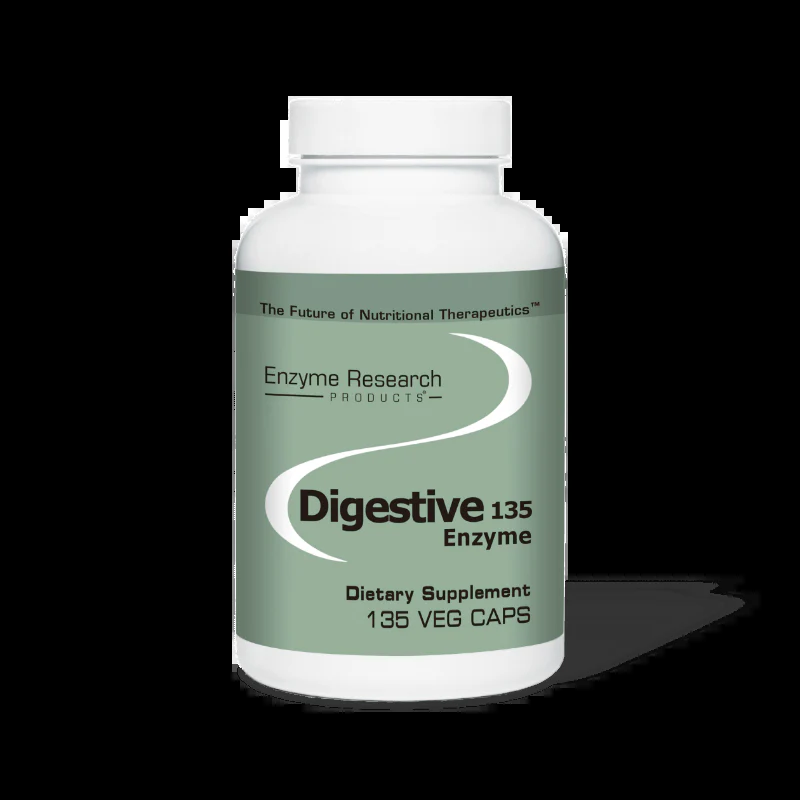 The Future of Nutritional Therapeutics™
Enzyme Research
PRODUCTS®
Digestive 135
Enzyme
Dietary Supplement
135 VEG CAPS